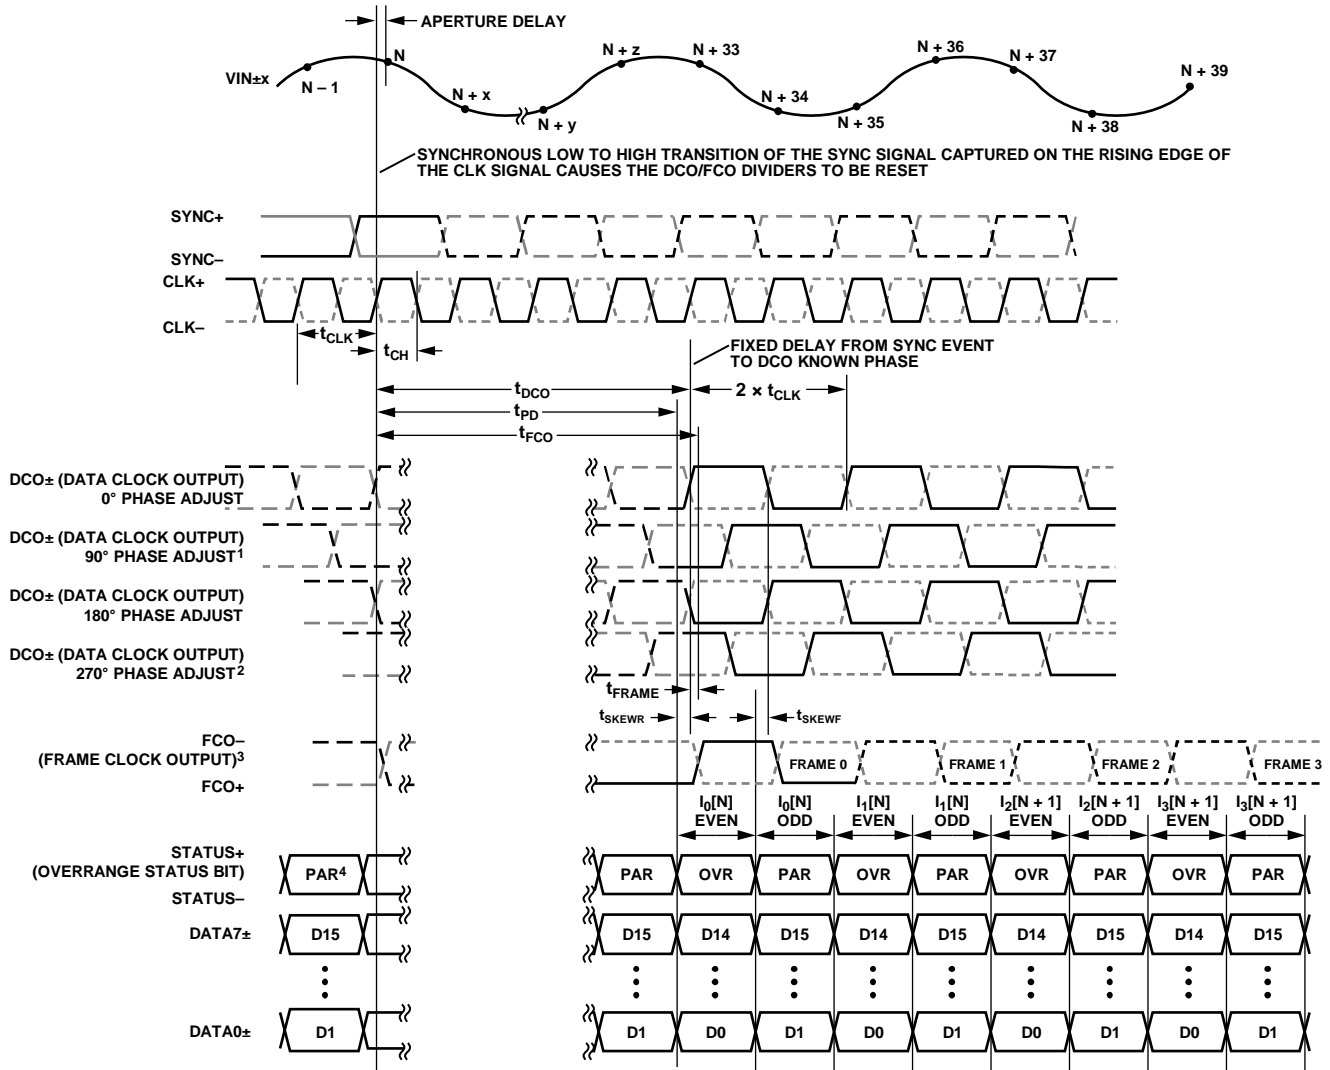 APERTURE DELAY
VIN±x
N – 1
N
N + x
N + y
N + z
N + 33
N + 34
N + 35
N + 36
N + 37
N + 38
N + 39
SYNCHRONOUS LOW TO HIGH TRANSITION OF THE SYNC SIGNAL CAPTURED ON THE RISING EDGE OF
THE CLK SIGNAL CAUSES THE DCO/FCO DIVIDERS TO BE RESET
SYNC+
SYNC–
CLK+
CLK–
tCLK
tCH
FIXED DELAY FROM SYNC EVENT
TO DCO KNOWN PHASE
tDCO
2 × tCLK
tPD
tFCO
DCO± (DATA CLOCK OUTPUT)
0° PHASE ADJUST
DCO± (DATA CLOCK OUTPUT)
90° PHASE ADJUST1
DCO± (DATA CLOCK OUTPUT)
180° PHASE ADJUST
DCO± (DATA CLOCK OUTPUT)
270° PHASE ADJUST2
tFRAME
tSKEWR
tSKEWF
FCO–
(FRAME CLOCK OUTPUT)3
FCO+
FRAME 0
FRAME 1
FRAME 2
FRAME 3
I0[N]
EVEN
I0[N]
ODD
I1[N]
EVEN
I1[N]
ODD
I2[N + 1]
EVEN
I2[N + 1]
ODD
I3[N + 1]
EVEN
I3[N + 1]
ODD
STATUS+
(OVERRANGE STATUS BIT)
STATUS–
PAR4
PAR
OVR
PAR
OVR
PAR
OVR
PAR
OVR
PAR
DATA7±
D15
D15
D14
D15
D14
D15
D14
D15
D14
D15
DATA0±
D1
D1
D0
D1
D0
D1
D0
D1
D0
D1